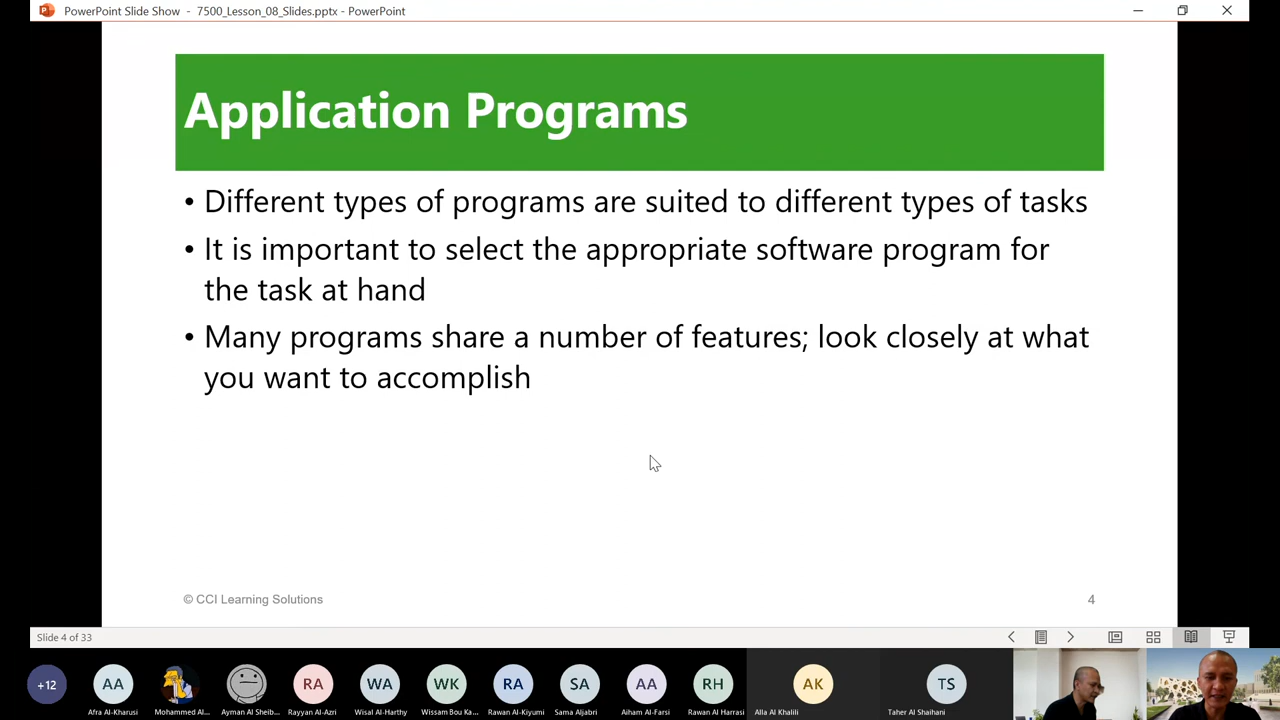 PowerPoint Slide Show - 7500_Lesson_08_Slides.pptx - PowerPoint
Application Programs
• Different types of programs are suited to different types of tasks
• It is important to select the appropriate software program for
the task at hand
• Many programs share a number of features; look closely at what
you want to accomplish
© CCI Learning Solutions
4
Slide 4 of 33
+12
AA
RA
WA
WK
RA
SA
AA
RH
AK
TS
Afra Al-Kharusi
Mohammed Al...
Ayman Al Sheib...
Rayyan Al-Azri
Wisal Al-Harthy
Wissam Bou Ka...
Rawan Al-Kiyumi
Sama Aljabri
Aiham Al-Farsi
Rawan Al Harrasi
Alla Al Khalili
Taher Al Shaihani